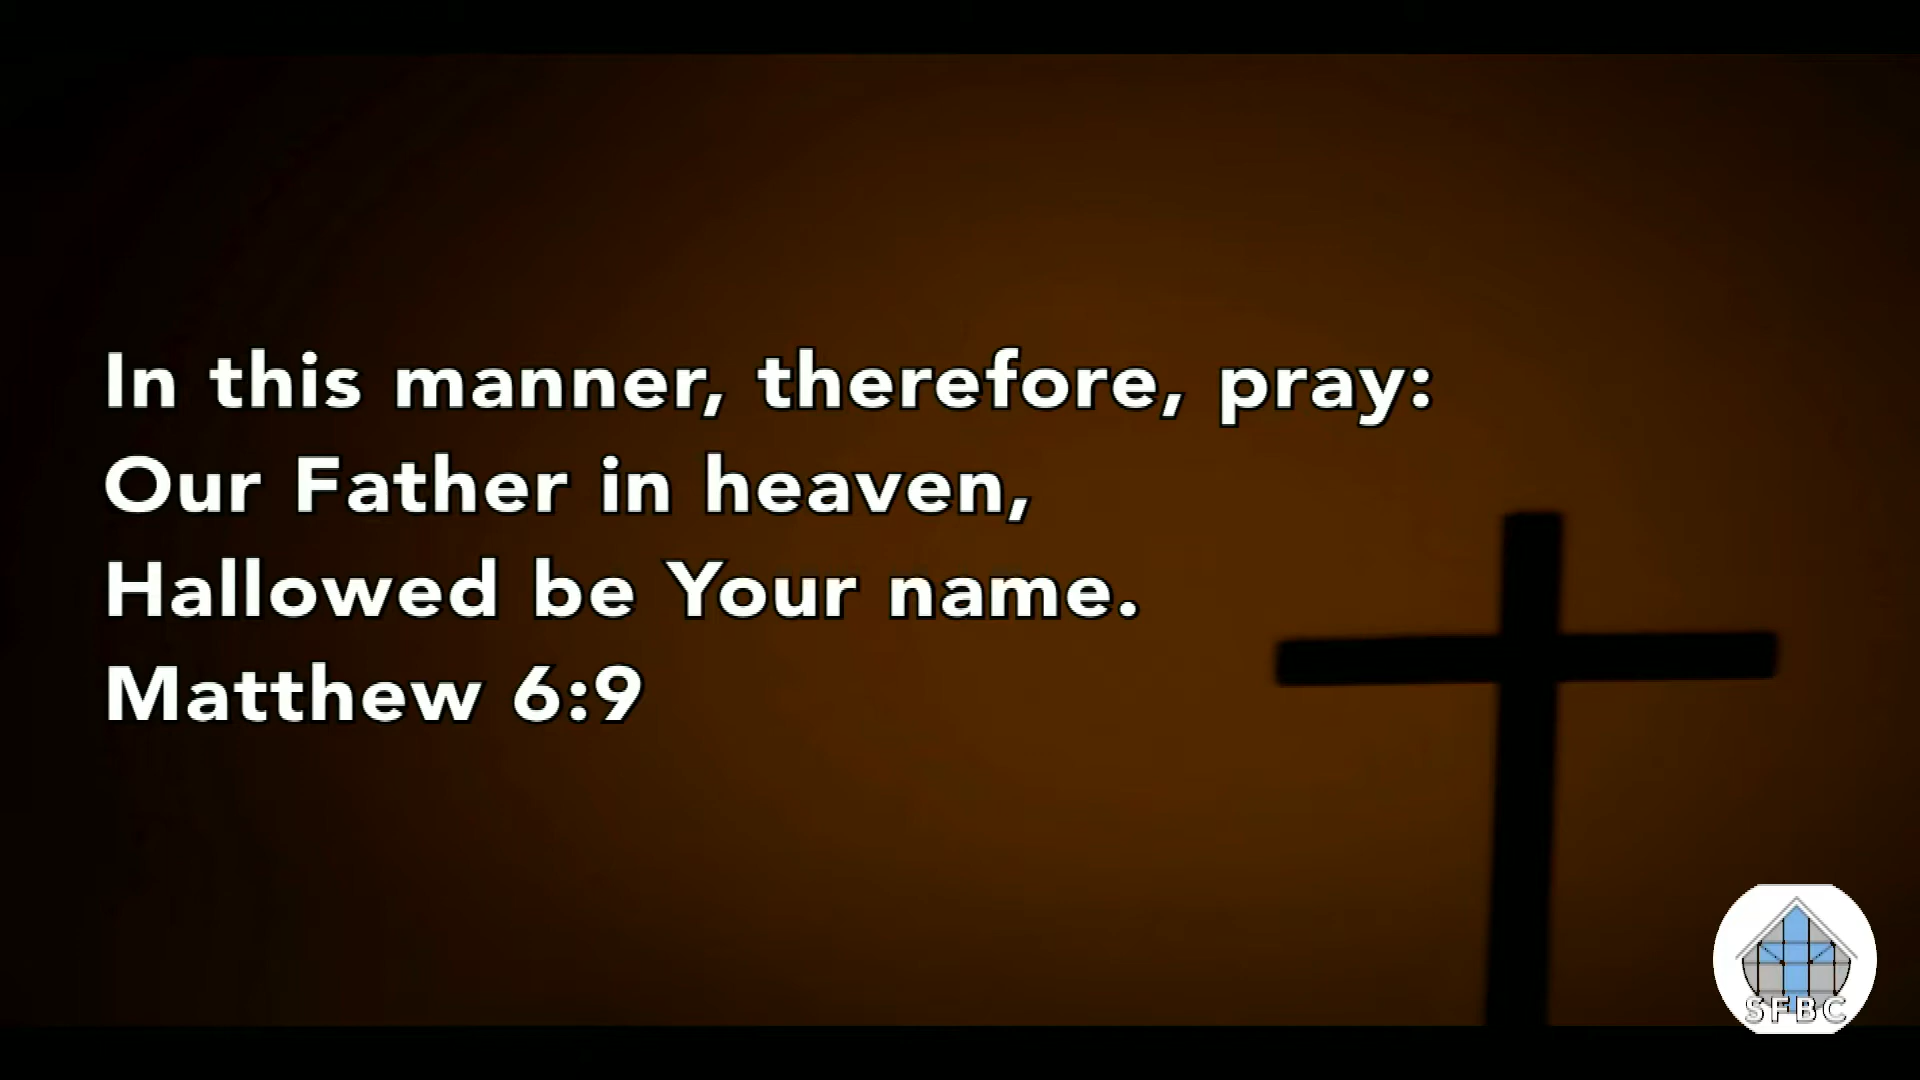 In this manner, therefore, pray:
Our Father in heaven,
Hallowed be Your name.
Matthew 6:9
SFBC